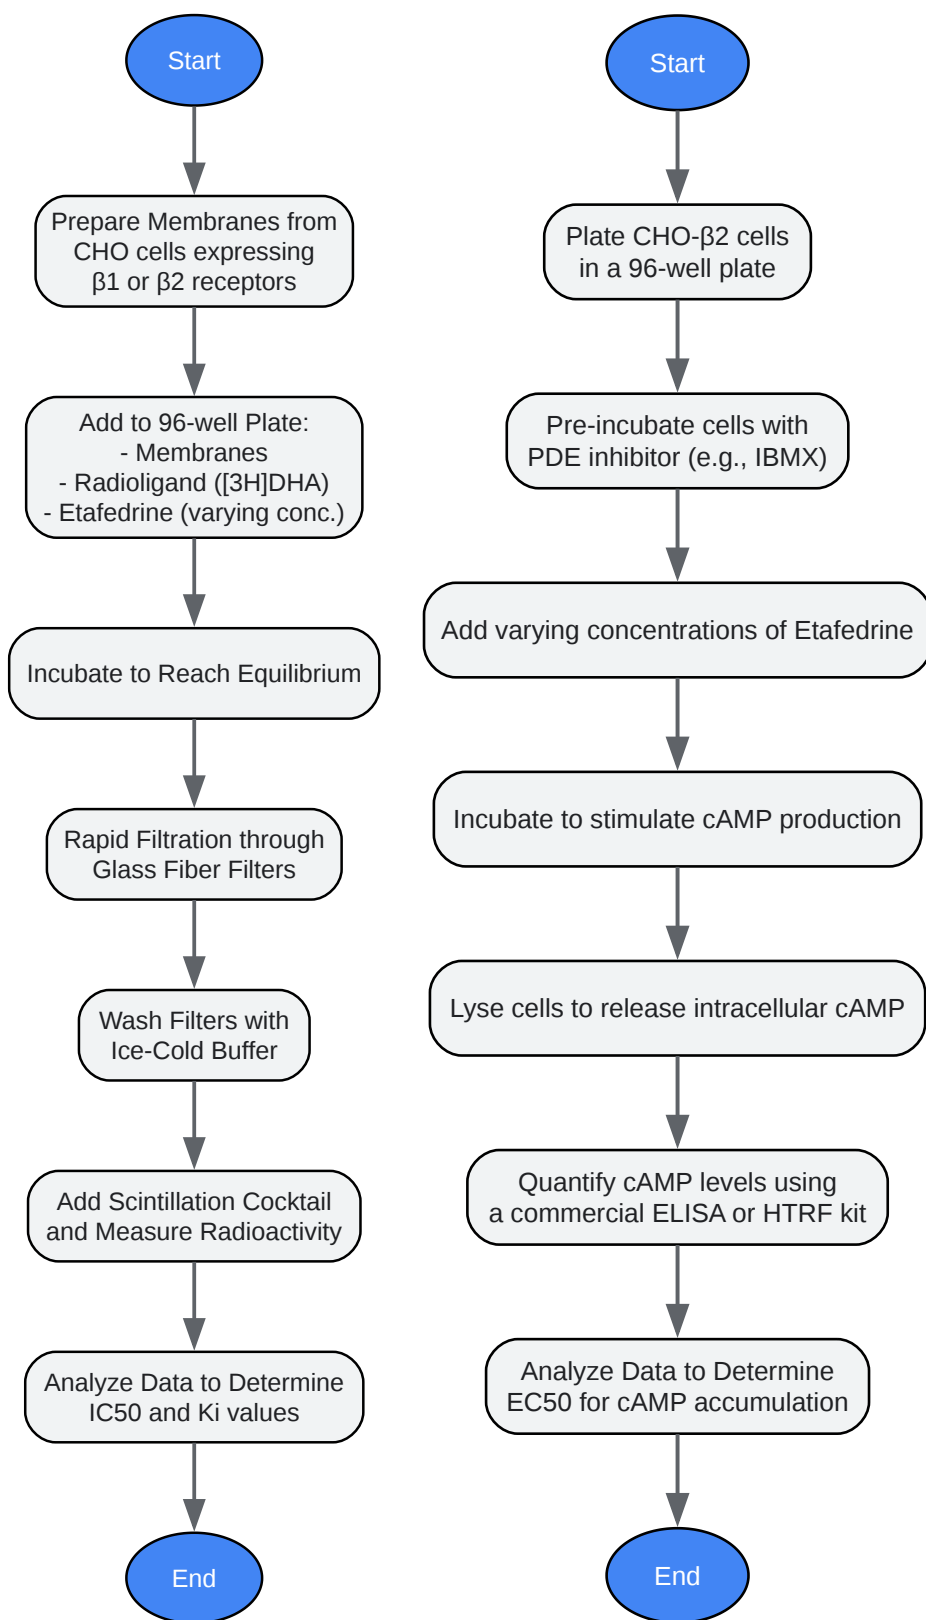 Start
Prepare Membranes from
CHO cells expressing
β1 or β2 receptors
Add to 96-well Plate:
- Membranes
- Radioligand ([3H]DHA)
- Etafedrine (varying conc.)
Incubate to Reach Equilibrium
Rapid Filtration through
Glass Fiber Filters
Wash Filters with
Ice-Cold Buffer
Add Scintillation Cocktail
and Measure Radioactivity
Analyze Data to Determine
IC50 and Ki values
End
Start
Plate CHO-β2 cells
in a 96-well plate
Pre-incubate cells with
PDE inhibitor (e.g., IBMX)
Add varying concentrations of Etafedrine
Incubate to stimulate cAMP production
Lyse cells to release intracellular cAMP
Quantify cAMP levels using
a commercial ELISA or HTRF kit
Analyze Data to Determine
EC50 for cAMP accumulation
End